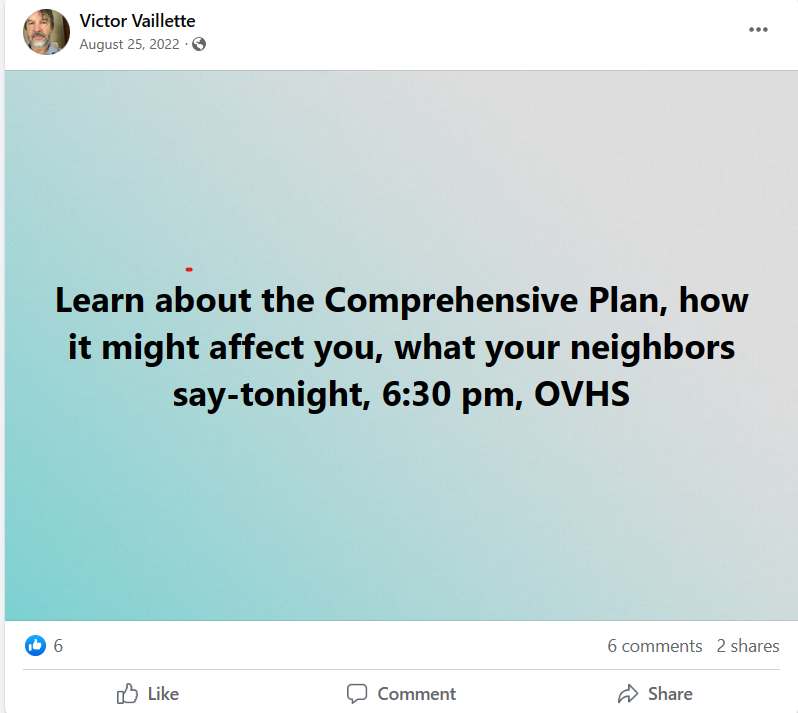 Victor Vaillette
August 25, 2022 ·
Learn about the Comprehensive Plan, how
it might affect you, what your neighbors
say-tonight, 6:30 pm, OVHS
6
6 comments 2 shares
Like Comment Share